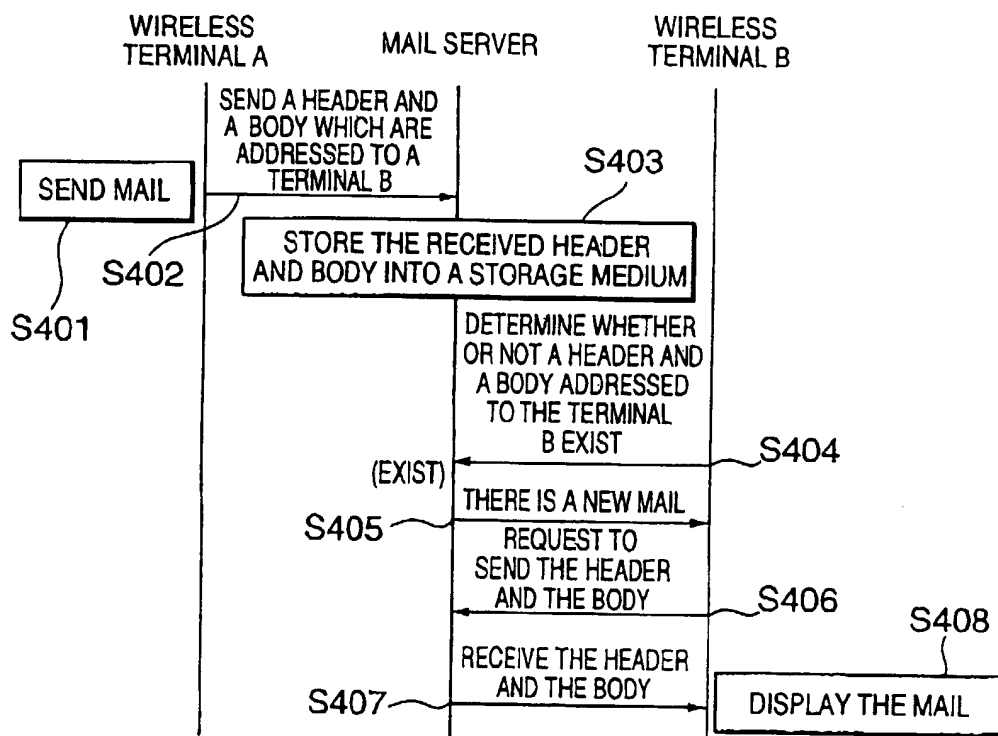 WIRELESS
TERMINAL A
MAIL SERVER
WIRELESS
TERMINAL B
SEND A HEADER AND
A BODY WHICH ARE
ADDRESSED TO A
TERMINAL B
SEND MAIL
S401
S402
S403
STORE THE RECEIVED HEADER
AND BODY INTO A STORAGE MEDIUM
DETERMINE WHETHER
OR NOT A HEADER AND
A BODY ADDRESSED
TO THE TERMINAL
B EXIST
S404
(EXIST)
THERE IS A NEW MAIL
S405
REQUEST TO
SEND THE HEADER
AND THE BODY
S406
RECEIVE THE HEADER
AND THE BODY
S407
S408
DISPLAY THE MAIL